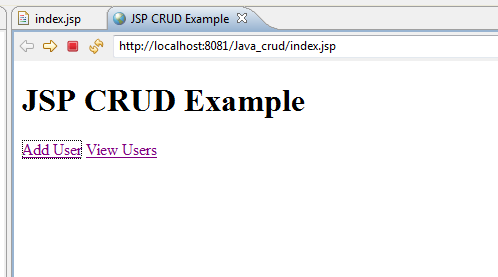 index.jsp JSP CRUD Example
http://localhost:8081/Java_crud/index.jsp
JSP CRUD Example
Add User View Users